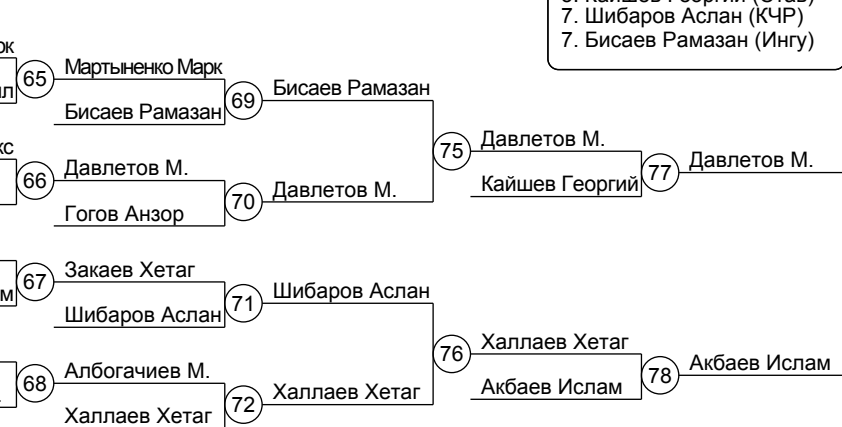 7. Шибаров Аслан (КЧР)
7. Бисаев Рамазан (Ингу)
65
Мартыненко Марк
Бисаев Рамазан
69
Бисаев Рамазан
66
Давлетов М.
Гогов Анзор
70
Давлетов М.
75
Давлетов М.
Кайшев Георгий
77
Давлетов М.
67
Закаев Хетаг
Шибаров Аслан
71
Шибаров Аслан
68
Албогачиев М.
Халлаев Хетаг
72
Халлаев Хетаг
76
Халлаев Хетаг
Акбаев Ислам
78
Акбаев Ислам